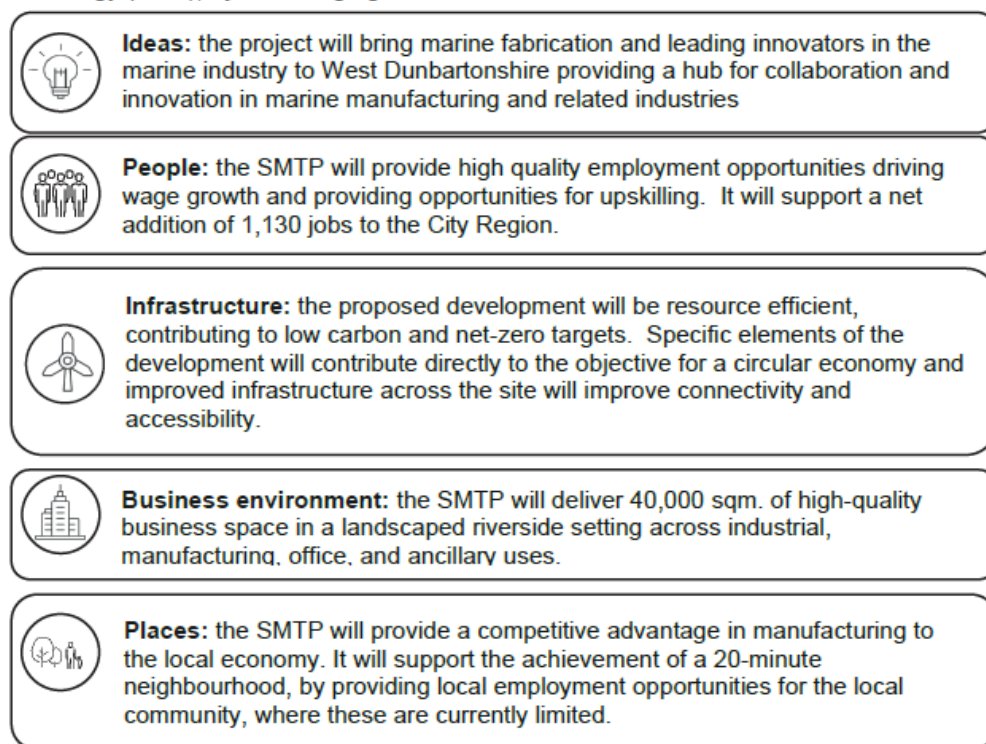 Ideas: the project will bring marine fabrication and leading innovators in the
marine industry to West Dunbartonshire providing a hub for collaboration and
innovation in marine manufacturing and related industries
People: the SMTP will provide high quality employment opportunities driving
wage growth and providing opportunities for upskilling.  It will support a net
addition of 1,130 jobs to the City Region.
Infrastructure: the proposed development will be resource efficient,
contributing to low carbon and net-zero targets.  Specific elements of the
development will contribute directly to the objective for a circular economy and
improved infrastructure across the site will improve connectivity and
accessibility.
Business environment: the SMTP will deliver 40,000 sqm. of high-quality
business space in a landscaped riverside setting across industrial,
manufacturing, office, and ancillary uses.
Places: the SMTP will provide a competitive advantage in manufacturing to
the local economy. It will support the achievement of a 20-minute
neighbourhood, by providing local employment opportunities for the local
community, where these are currently limited.